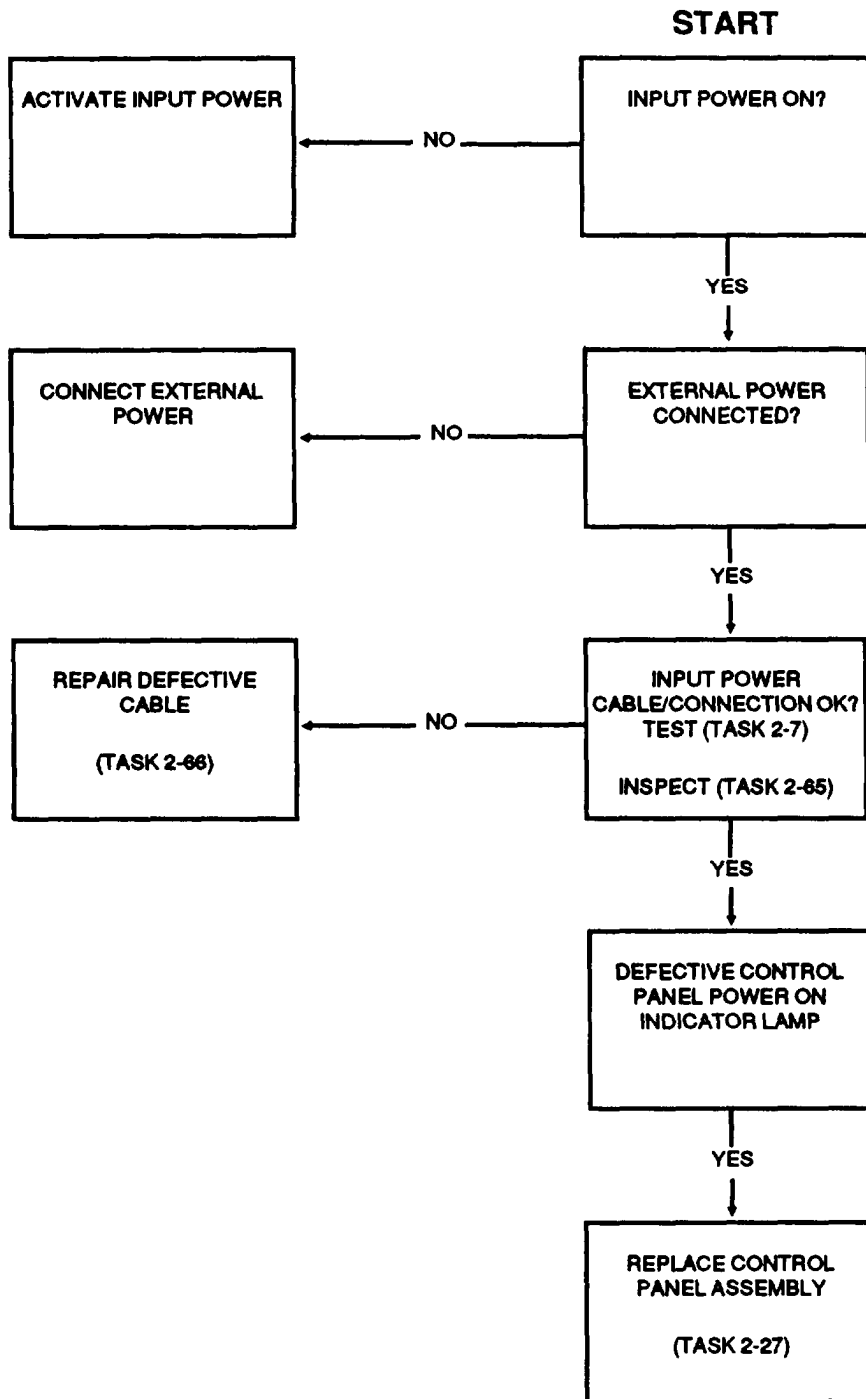 START
ACTIVATE INPUT POWER
INPUT POWER ON?
NO
YES
CONNECT EXTERNAL
POWER
EXTERNAL POWER
CONNECTED?
NO
YES
REPAIR DEFECTIVE
CABLE
(TASK 2-66)
INPUT POWER
CABLE/CONNECTION OK?
TEST (TASK 2-7)
INSPECT (TASK 2-65)
NO
YES
DEFECTIVE CONTROL
PANEL POWER ON
INDICATOR LAMP
YES
REPLACE CONTROL
PANEL ASSEMBLY
(TASK 2-27)